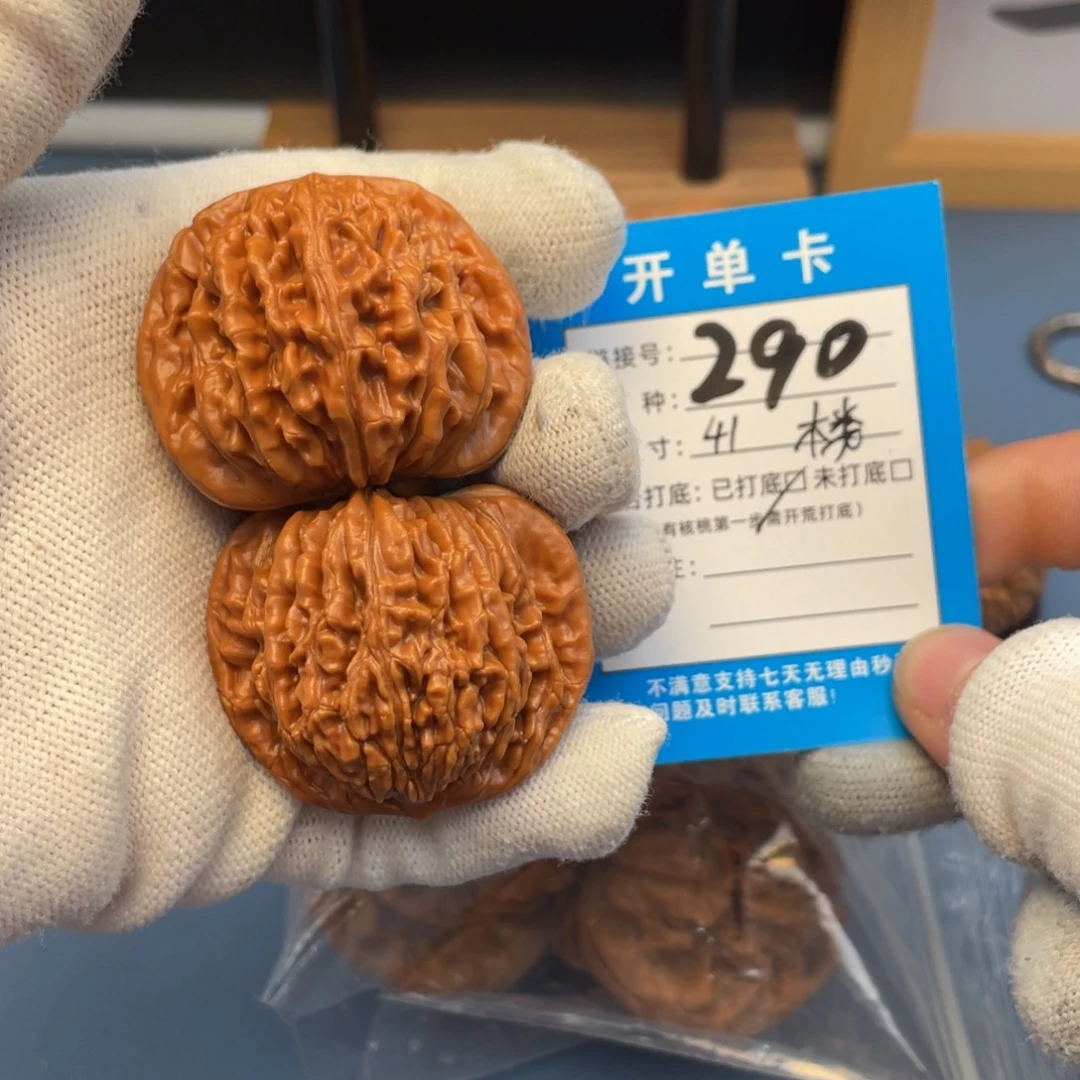 开单卡
接号: 290
种:
寸: 41 楼
打底: 已打底☑ 未打底☐
有核桃第一步需开荒打底)
注:
不满意支持七天无理由秒
问题及时联系客服!